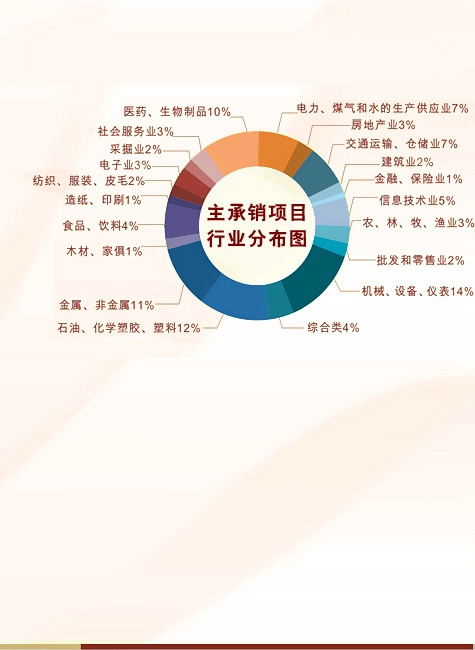 医药、生物制品10%
电力、煤气和水的生产供应业7%
社会服务业3%
房地产业3%
采掘业2%
交通运输、仓储业7%
电子业3%
建筑业2%
纺织、服装、皮毛2%
金融、保险业1%
造纸、印刷1%
信息技术业5%
食品、饮料4%
农、林、牧、渔业3%
木材、家俱1%
批发和零售业2%
主承销项目
行业分布图
机械、设备、仪表14%
金属、非金属11%
石油、化学塑胶、塑料12%
综合类4%